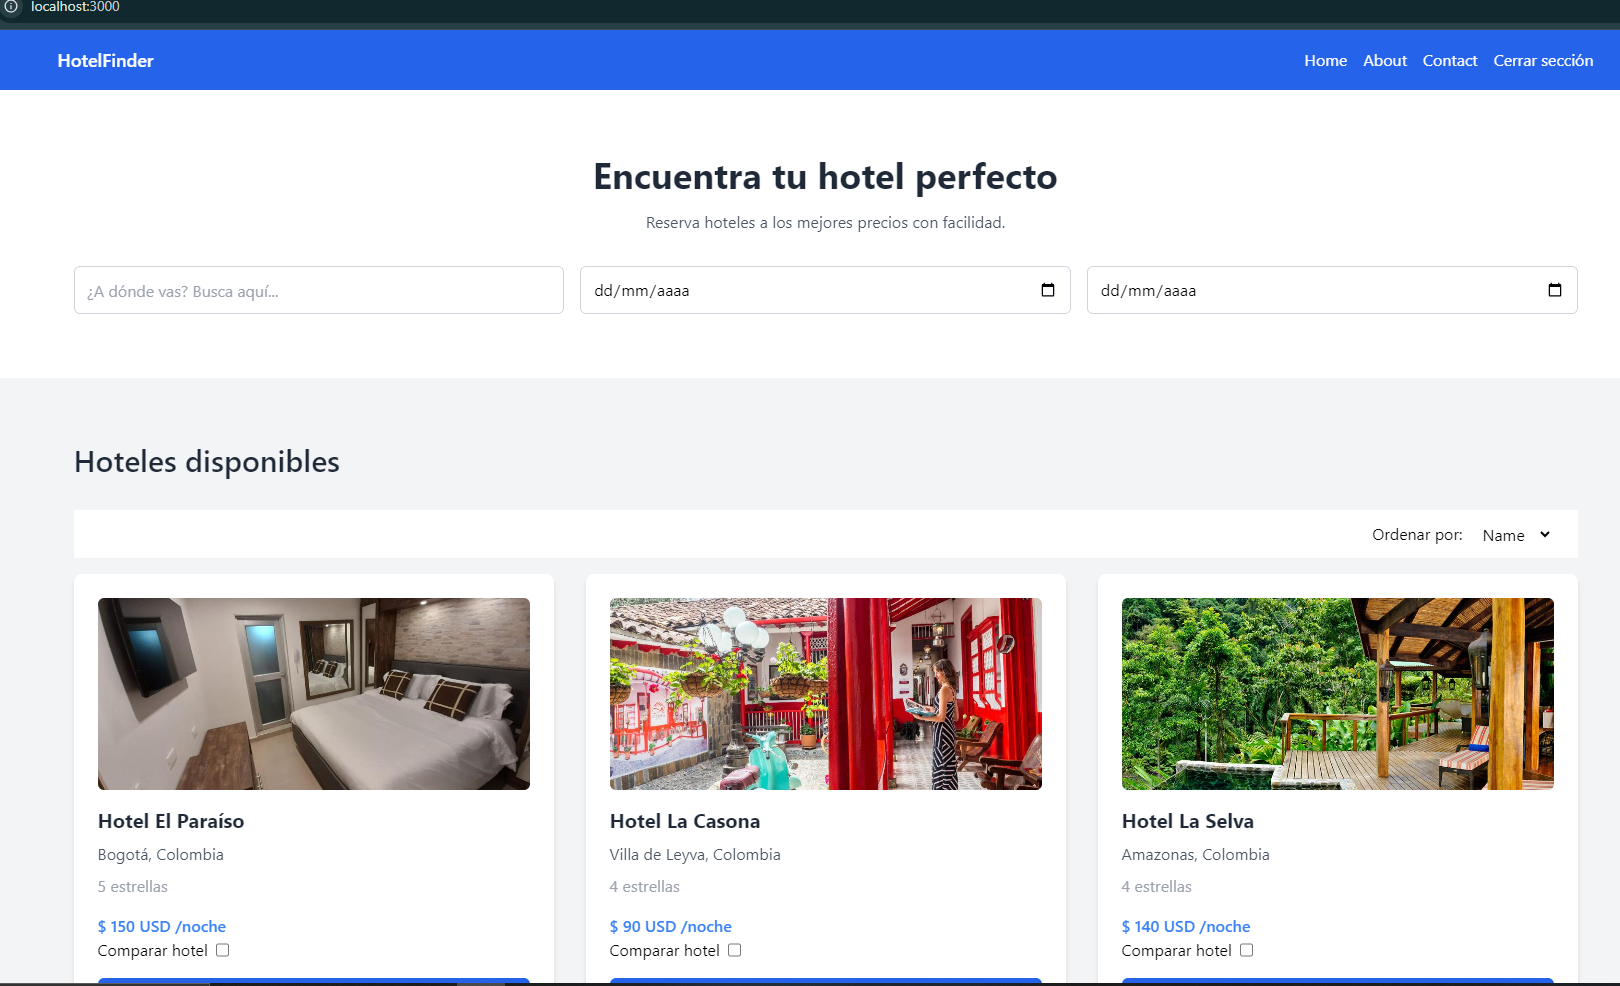 localhost:3000
HotelFinder
Home About Contact Cerrar sección
Encuentra tu hotel perfecto
Reserva hoteles a los mejores precios con facilidad.
¿A dónde vas? Busca aquí... dd/mm/aaaa dd/mm/aaaa
Hoteles disponibles
Ordenar por: Name
Hotel El Paraíso
Bogotá, Colombia
5 estrellas
$ 150 USD /noche
Comparar hotel
Hotel La Casona
Villa de Leyva, Colombia
4 estrellas
$ 90 USD /noche
Comparar hotel
Hotel La Selva
Amazonas, Colombia
4 estrellas
$ 140 USD /noche
Comparar hotel